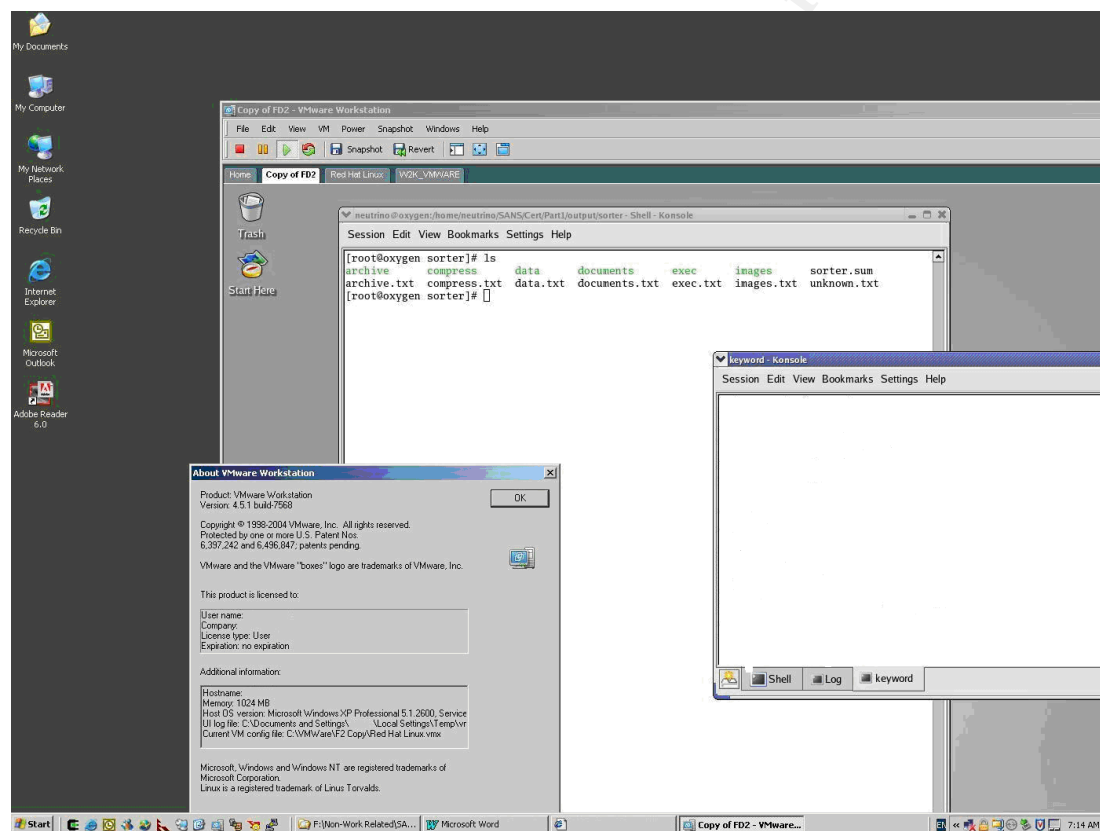 My Documents
My Computer
My Network
Places
Recycle Bin
Internet
Explorer
Microsoft
Outlook
Adobe Reader
6.0
Copy of FD2 - VMware Workstation
File Edit View VM Power Snapshot Windows Help
Snapshot Revert
Home Copy of FD2 Red Hat Linux W2K_VMWARE
Trash
Start Here
neutrino@oxygen:/home/neutrino/SANS/Cert/Part1/output/sorter - Shell - Konsole
Session Edit View Bookmarks Settings Help
[root@oxygen sorter]# ls
archive compress data documents exec images sorter.sum
archive.txt compress.txt data.txt documents.txt exec.txt images.txt unknown.txt
[root@oxygen sorter]#
keyword - Konsole
Session Edit View Bookmarks Settings Help
Shell Log keyword
About VMware Workstation
Product: VMware Workstation
Version: 4.5.1 build-7568
OK
Copyright © 1998-2004 VMware, Inc. All rights reserved.
Protected by one or more U.S. Patent Nos.
6,397,242 and 6,496,847; patents pending.
VMware and the VMware "boxes" logo are trademarks of VMware, Inc.
This product is licensed to:
User name:
Company:
License type: User
Expiration: no expiration
Additional information:
Hostname:
Memory: 1024 MB
Host OS version: Microsoft Windows XP Professional 5.1.2600, Service
UI log file: C:\Documents and Settings\ \Local Settings\Temp\vr
Current VM config file: C:\VMWare\F2 Copy\Red Hat Linux.vmx
Microsoft, Windows and Windows NT are registered trademarks of
Microsoft Corporation.
Linux is a registered trademark of Linus Torvalds.
Start F:\Non-Work Related\SA... Microsoft Word Copy of FD2 - VMware... EN 7:14 AM